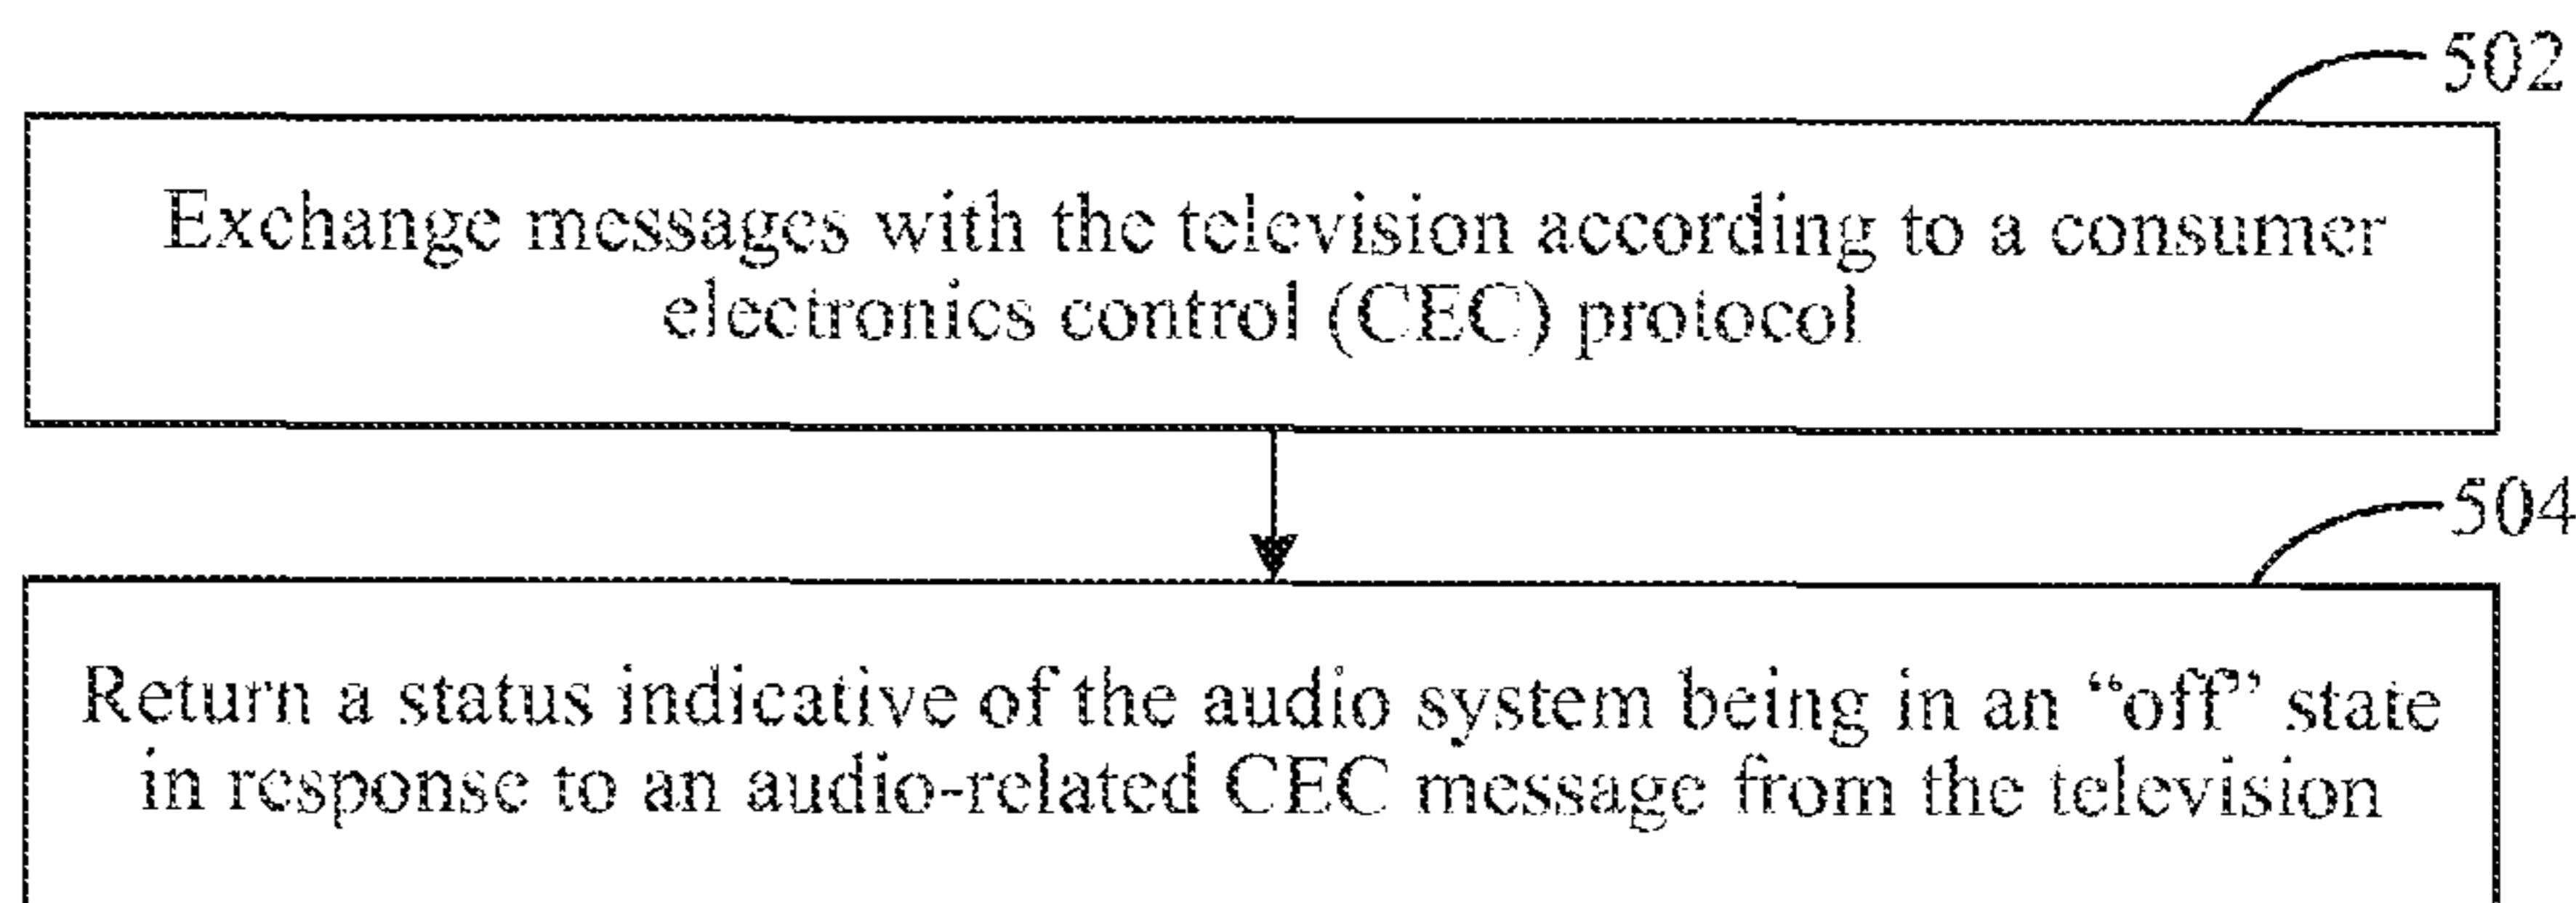 502
Exchange messages with the television according to a consumer
electronics control (CEC) protocol
504
Return a status indicative of the audio system being in an “off” state
in response to an audio-related CEC message from the television